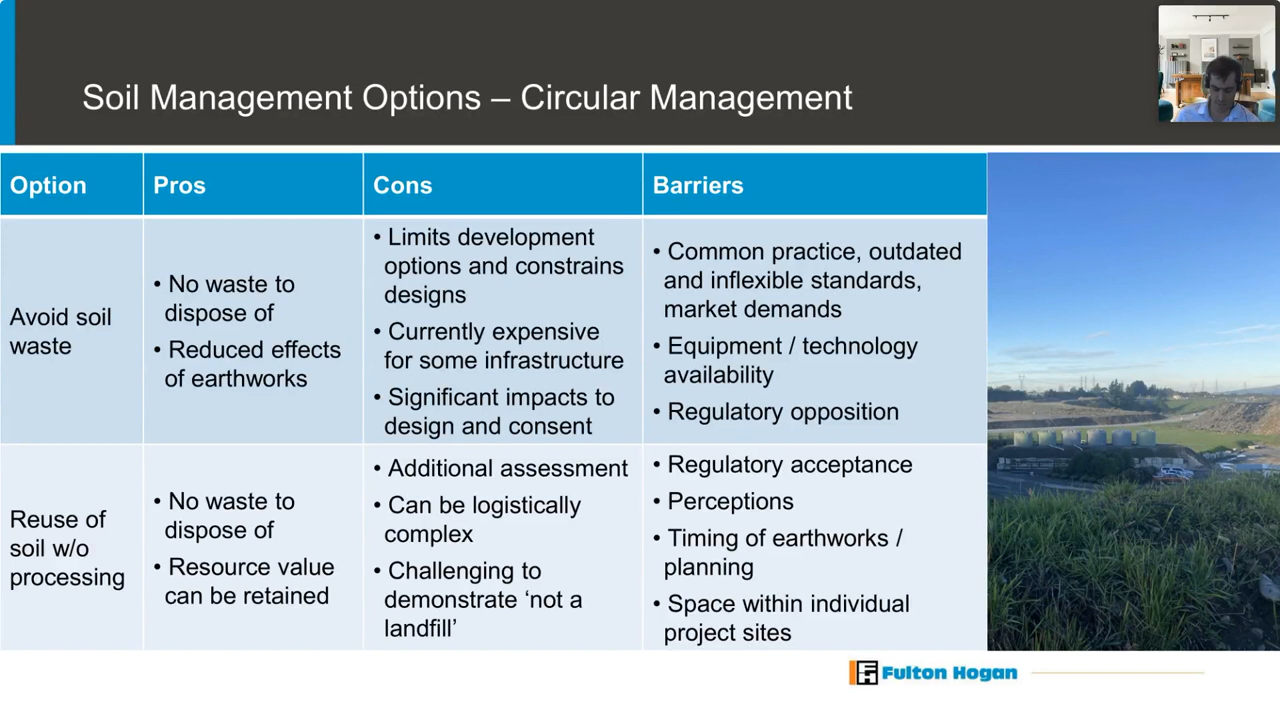 Soil Management Options – Circular Management
Option
Pros
Cons
Barriers
Avoid soil
waste
• No waste to
dispose of
• Reduced effects
of earthworks
• Limits development
options and constrains
designs
• Currently expensive
for some infrastructure
• Significant impacts to
design and consent
• Common practice, outdated
and inflexible standards,
market demands
• Equipment / technology
availability
• Regulatory opposition
Reuse of
soil w/o
processing
• No waste to
dispose of
• Resource value
can be retained
• Additional assessment
• Can be logistically
complex
• Challenging to
demonstrate ‘not a
landfill’
• Regulatory acceptance
• Perceptions
• Timing of earthworks /
planning
• Space within individual
project sites
FH Fulton Hogan